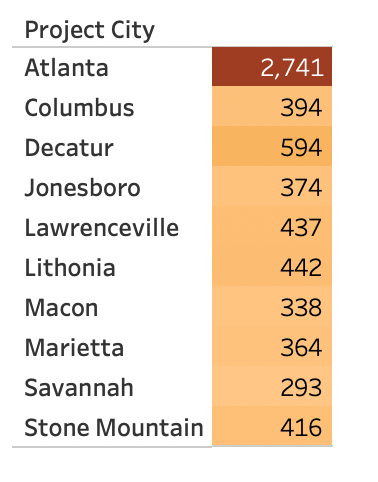 Project City
Atlanta 2,741
Columbus 394
Decatur 594
Jonesboro 374
Lawrenceville 437
Lithonia 442
Macon 338
Marietta 364
Savannah 293
Stone Mountain 416